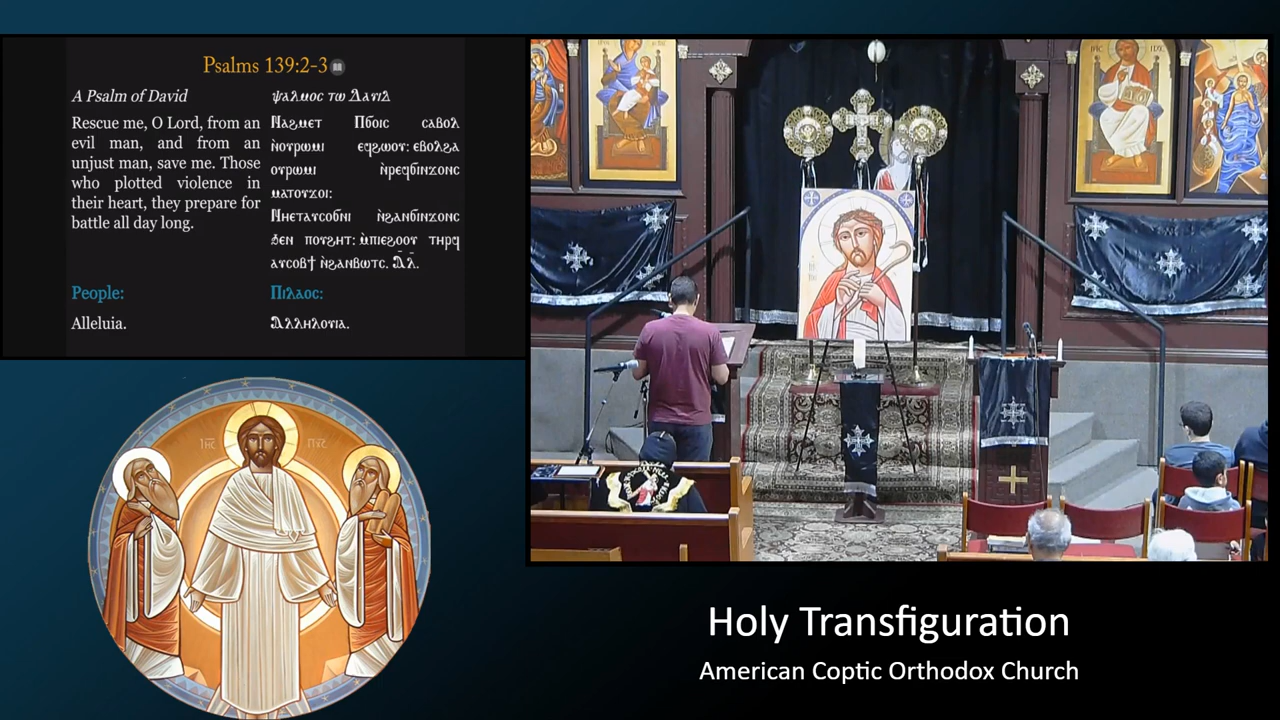 Psalms 139:2-3
A Psalm of David
Rescue me, O Lord, from an
evil man, and from an
unjust man, save me. Those
who plotted violence in
their heart, they prepare for
battle all day long.
People:
Alleluia.
ⲯⲁⲗⲙⲟⲥ ⲧⲱ Ⲇⲁⲩⲓⲇ
Ⲛⲁϩⲙⲉⲧ Ⲡϭⲟⲓⲥ ⲥⲁⲃⲟⲗ
ⲛ̀ⲟⲩⲣⲱⲙⲓ ⲉϥϩⲱⲟⲩ: ⲉⲃⲟⲗϩⲁ
ⲟⲩⲣⲱⲙⲓ ⲛ̀ⲣⲉϥϭⲓⲛϫⲟⲛⲥ
ⲙⲁⲧⲟⲩϫⲟⲓ:
Ⲛⲏⲉⲧⲁⲩⲥⲟϭⲛⲓ ⲛ̀ϩⲁⲛϭⲓⲛϫⲟⲛⲥ
ϧⲉⲛ ⲡⲟⲩϩⲏⲧ: ⲙ̀ⲡⲓⲉϩⲟⲟⲩ ⲧⲏⲣϥ
ⲁⲩⲥⲟⲃϯ ⲛ̀ϩⲁⲛⲃⲱⲧⲥ. Ⲁ̅ⲗ̅.
Ⲡⲓⲗⲁⲟⲥ:
Ⲁⲗⲗⲏⲗⲟⲩⲓⲁ.
Holy Transfiguration
American Coptic Orthodox Church